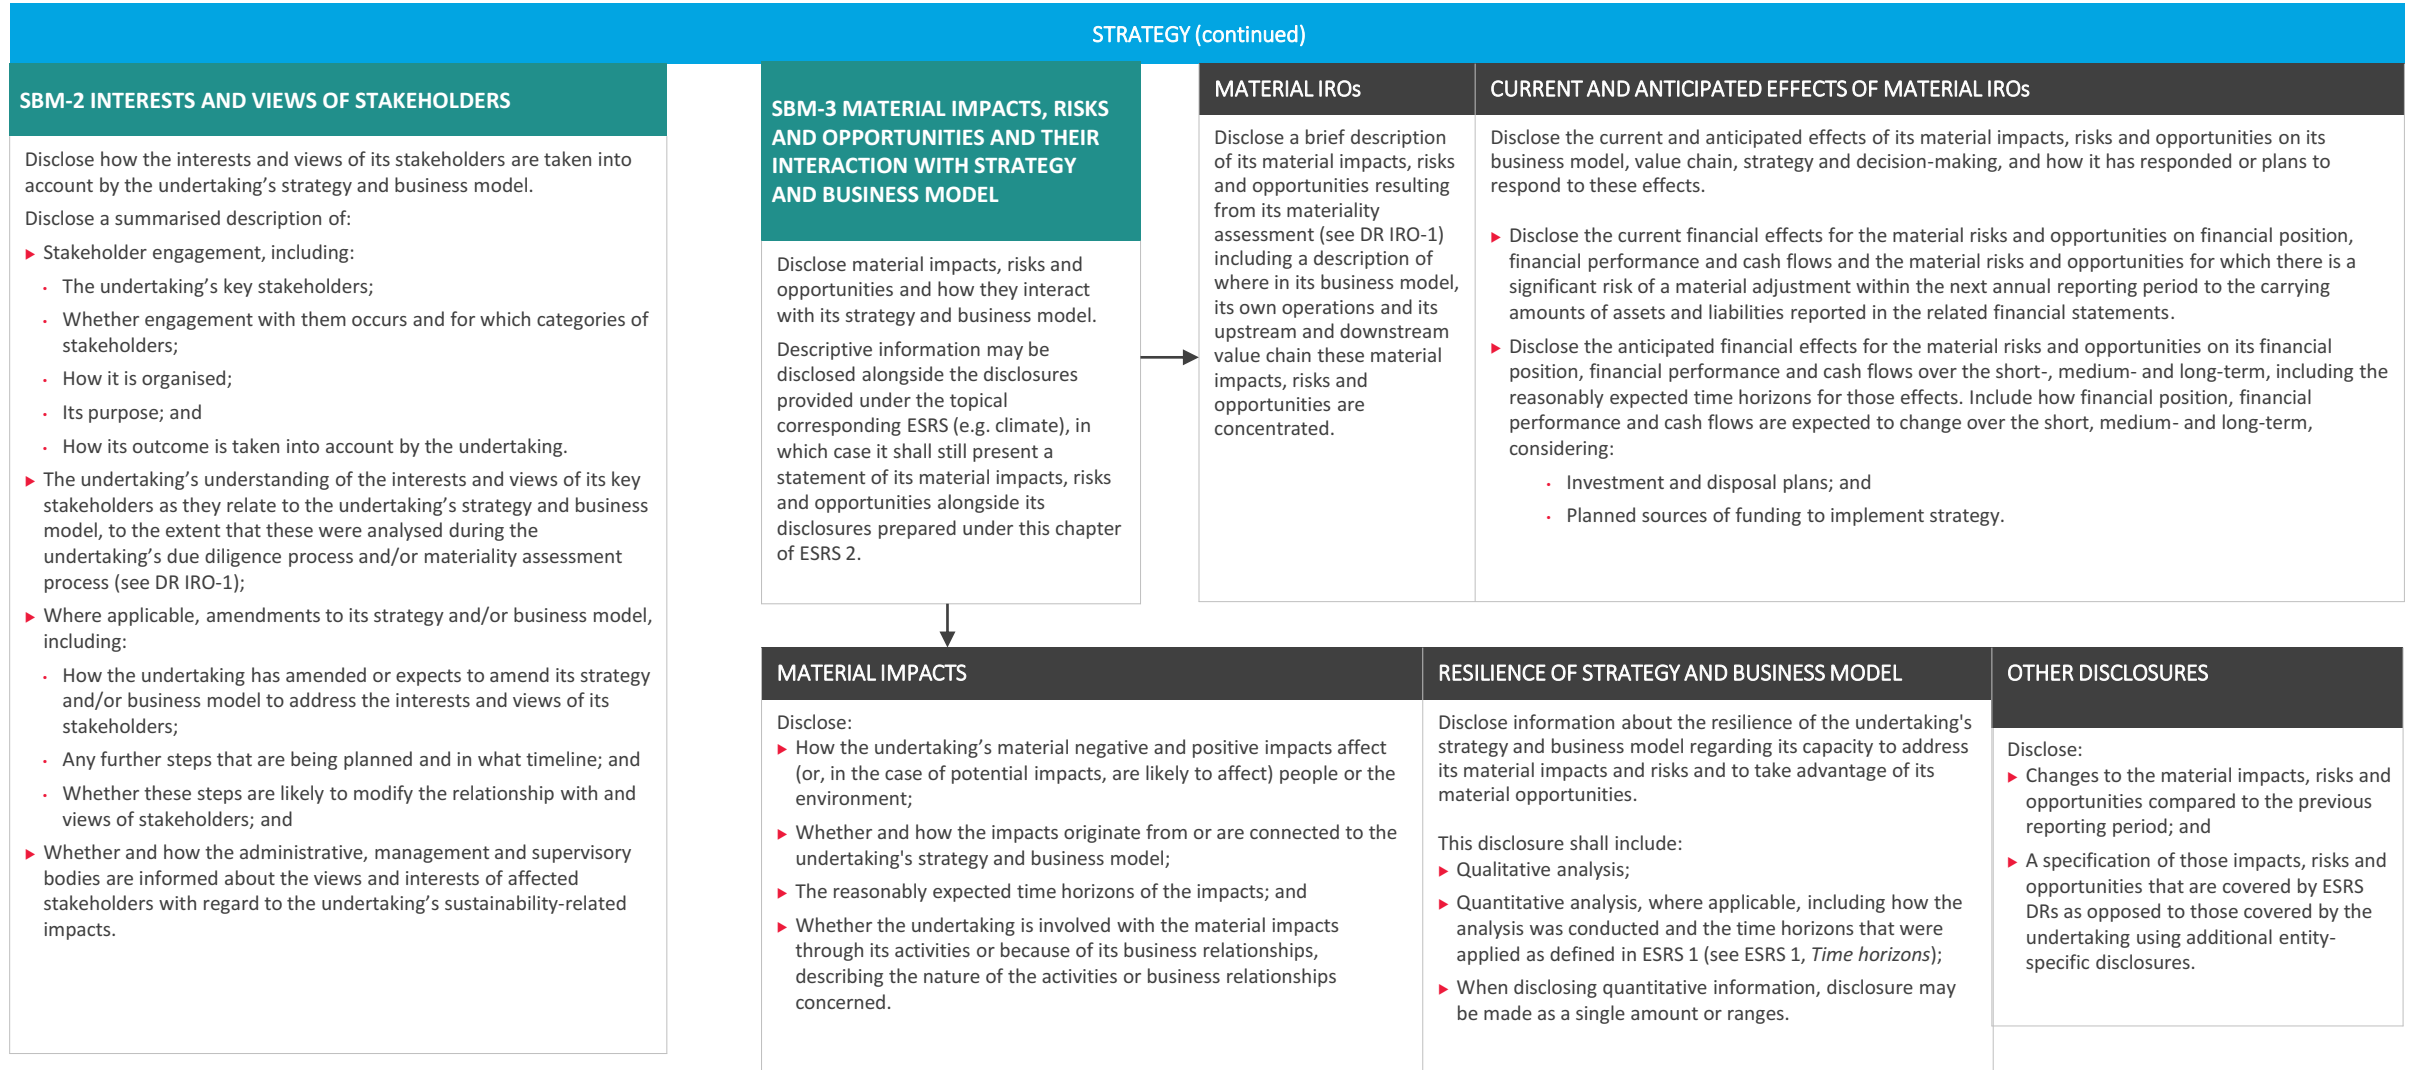 STRATEGY (continued)
SBM-2 INTERESTS AND VIEWS OF STAKEHOLDERS
Disclose how the interests and views of its stakeholders are taken into
account by the undertaking’s strategy and business model.
Disclose a summarised description of:
▶ Stakeholder engagement, including:
• The undertaking’s key stakeholders;
• Whether engagement with them occurs and for which categories of
stakeholders;
• How it is organised;
• Its purpose; and
• How its outcome is taken into account by the undertaking.
▶ The undertaking’s understanding of the interests and views of its key
stakeholders as they relate to the undertaking’s strategy and business
model, to the extent that these were analysed during the
undertaking’s due diligence process and/or materiality assessment
process (see DR IRO-1);
▶ Where applicable, amendments to its strategy and/or business model,
including:
• How the undertaking has amended or expects to amend its strategy
and/or business model to address the interests and views of its
stakeholders;
• Any further steps that are being planned and in what timeline; and
• Whether these steps are likely to modify the relationship with and
views of stakeholders; and
▶ Whether and how the administrative, management and supervisory
bodies are informed about the views and interests of affected
stakeholders with regard to the undertaking’s sustainability-related
impacts.
SBM-3 MATERIAL IMPACTS, RISKS
AND OPPORTUNITIES AND THEIR
INTERACTION WITH STRATEGY
AND BUSINESS MODEL
Disclose material impacts, risks and
opportunities and how they interact
with its strategy and business model.
Descriptive information may be
disclosed alongside the disclosures
provided under the topical
corresponding ESRS (e.g. climate), in
which case it shall still present a
statement of its material impacts, risks
and opportunities alongside its
disclosures prepared under this chapter
of ESRS 2.
MATERIAL IROs
Disclose a brief description
of its material impacts, risks
and opportunities resulting
from its materiality
assessment (see DR IRO-1)
including a description of
where in its business model,
its own operations and its
upstream and downstream
value chain these material
impacts, risks and
opportunities are
concentrated.
CURRENT AND ANTICIPATED EFFECTS OF MATERIAL IROs
Disclose the current and anticipated effects of its material impacts, risks and opportunities on its
business model, value chain, strategy and decision-making, and how it has responded or plans to
respond to these effects.
▶ Disclose the current financial effects for the material risks and opportunities on financial position,
financial performance and cash flows and the material risks and opportunities for which there is a
significant risk of a material adjustment within the next annual reporting period to the carrying
amounts of assets and liabilities reported in the related financial statements.
▶ Disclose the anticipated financial effects for the material risks and opportunities on its financial
position, financial performance and cash flows over the short-, medium- and long-term, including the
reasonably expected time horizons for those effects. Include how financial position, financial
performance and cash flows are expected to change over the short, medium- and long-term,
considering:
• Investment and disposal plans; and
• Planned sources of funding to implement strategy.
MATERIAL IMPACTS
Disclose:
▶ How the undertaking’s material negative and positive impacts affect
(or, in the case of potential impacts, are likely to affect) people or the
environment;
▶ Whether and how the impacts originate from or are connected to the
undertaking's strategy and business model;
▶ The reasonably expected time horizons of the impacts; and
▶ Whether the undertaking is involved with the material impacts
through its activities or because of its business relationships,
describing the nature of the activities or business relationships
concerned.
RESILIENCE OF STRATEGY AND BUSINESS MODEL
Disclose information about the resilience of the undertaking's
strategy and business model regarding its capacity to address
its material impacts and risks and to take advantage of its
material opportunities.
This disclosure shall include:
▶ Qualitative analysis;
▶ Quantitative analysis, where applicable, including how the
analysis was conducted and the time horizons that were
applied as defined in ESRS 1 (see ESRS 1, Time horizons);
▶ When disclosing quantitative information, disclosure may
be made as a single amount or ranges.
OTHER DISCLOSURES
Disclose:
▶ Changes to the material impacts, risks and
opportunities compared to the previous
reporting period; and
▶ A specification of those impacts, risks and
opportunities that are covered by ESRS
DRs as opposed to those covered by the
undertaking using additional entity-
specific disclosures.